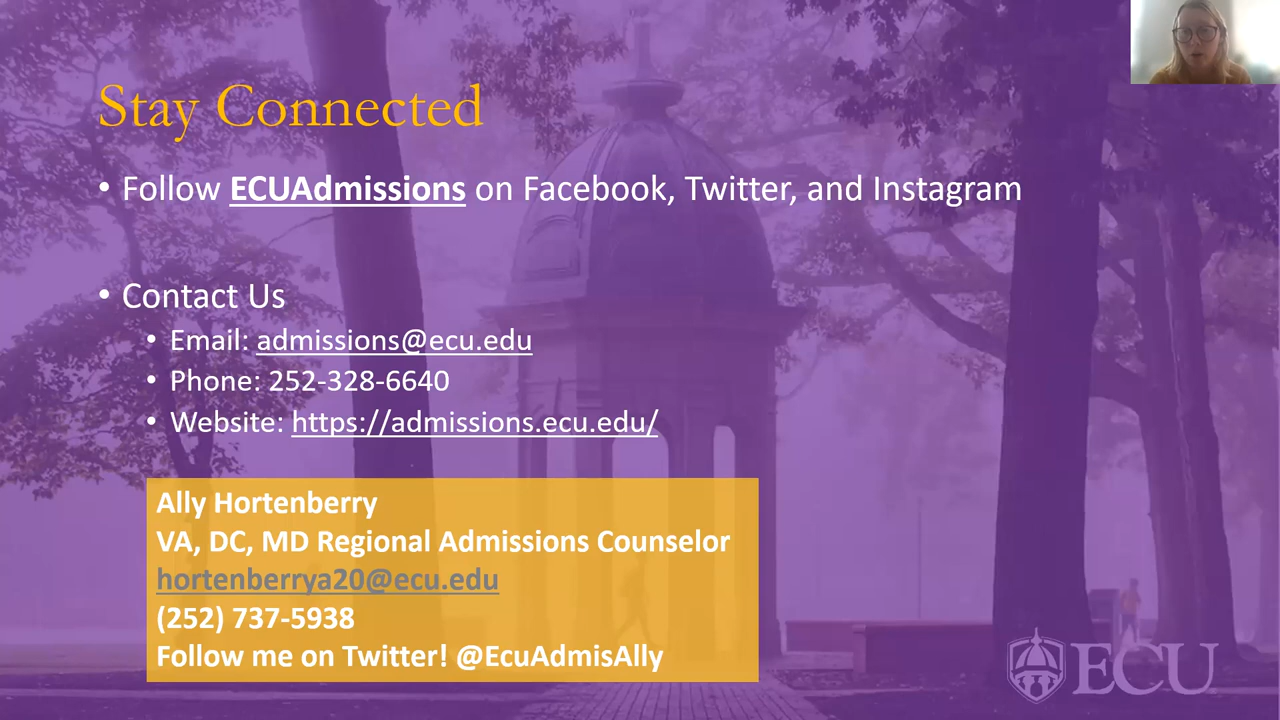 Stay Connected
• Follow ECUAdmissions on Facebook, Twitter, and Instagram
• Contact Us
• Email: admissions@ecu.edu
• Phone: 252-328-6640
• Website: https://admissions.ecu.edu/
Ally Hortenberry
VA, DC, MD Regional Admissions Counselor
hortenberrya20@ecu.edu
(252) 737-5938
Follow me on Twitter! @EcuAdmisAlly
ECU